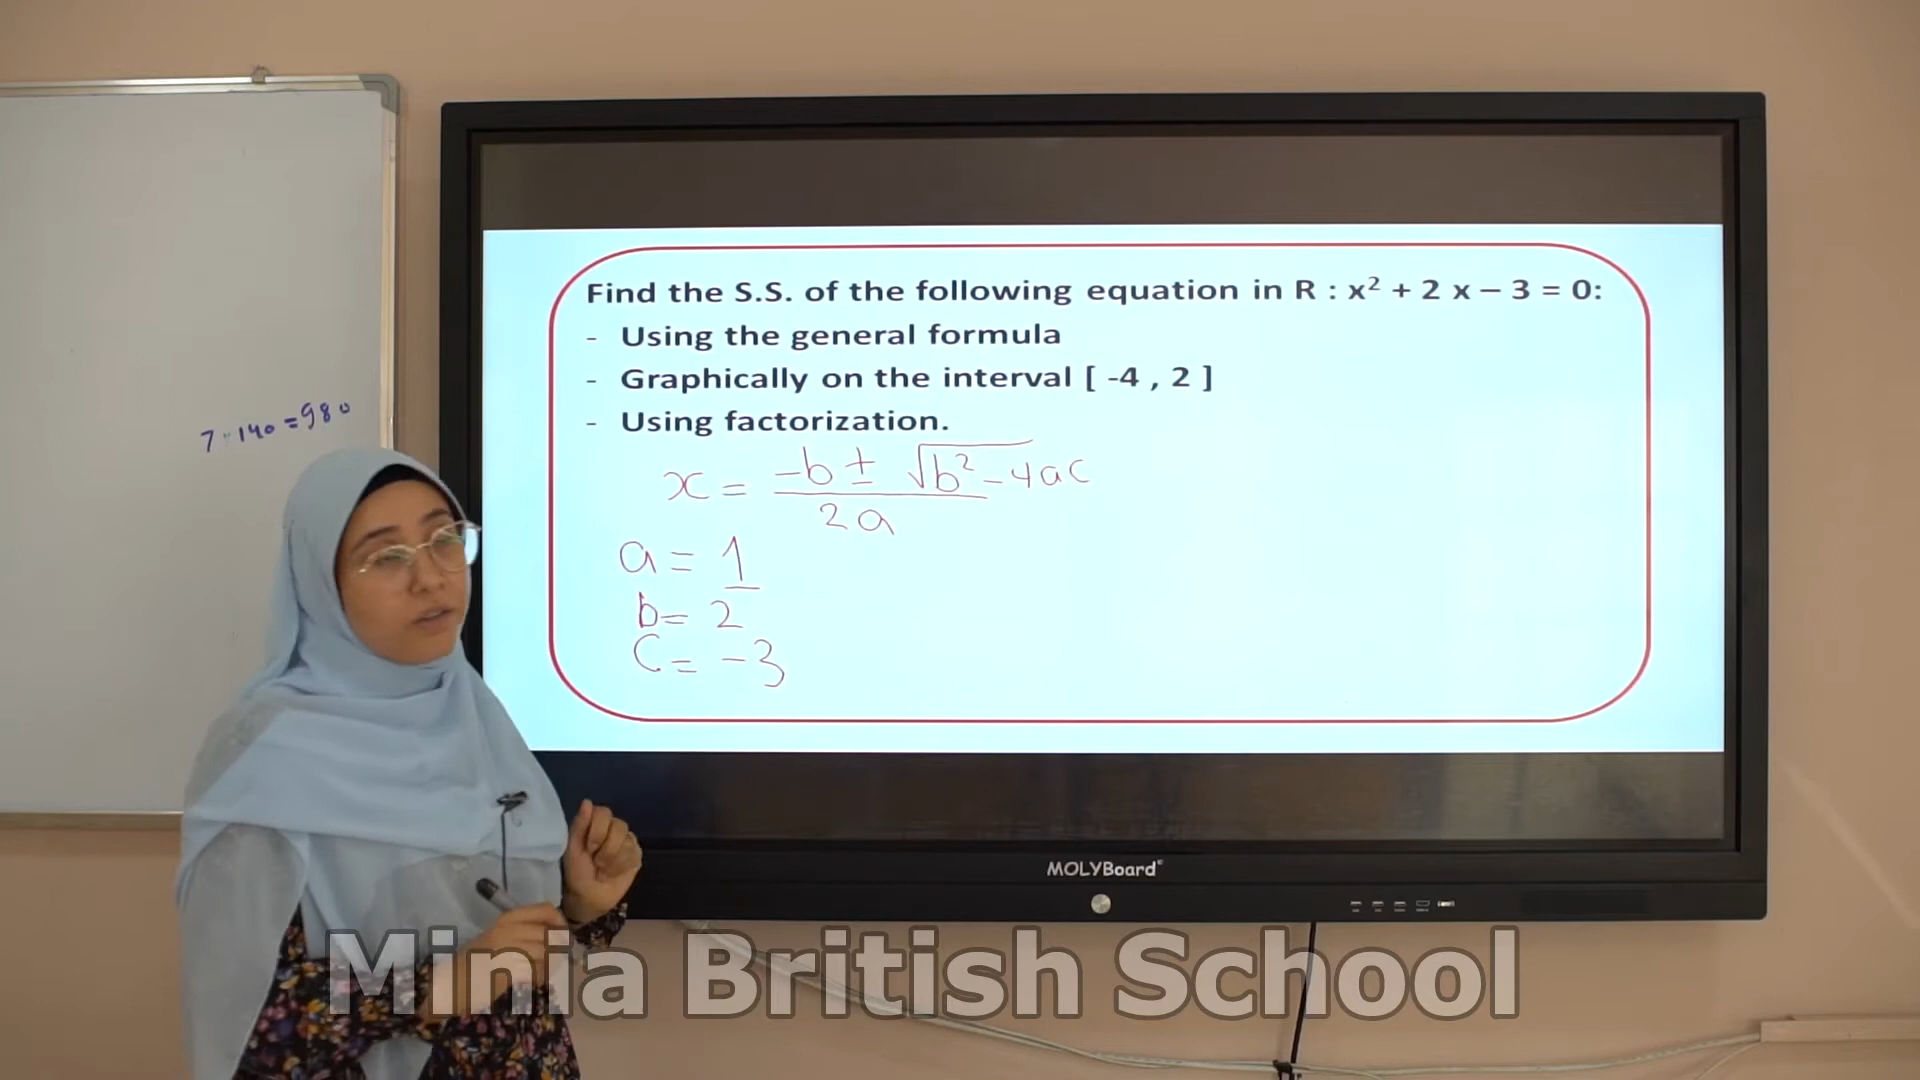 7·140=980
Find the S.S. of the following equation in R : x² + 2 x – 3 = 0:
- Using the general formula
- Graphically on the interval [ -4 , 2 ]
- Using factorization.
x = -b ± √b²-4ac
2a
a = 1
b = 2
C = -3
MOLYBoard
Minia British School